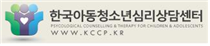 한국아동청소년심리상담센터
PSYCOLOGICAL COUNSELLING & THERAPY FOR CHILDREN & ADOLESCENTS
WWW.KCCP.KR